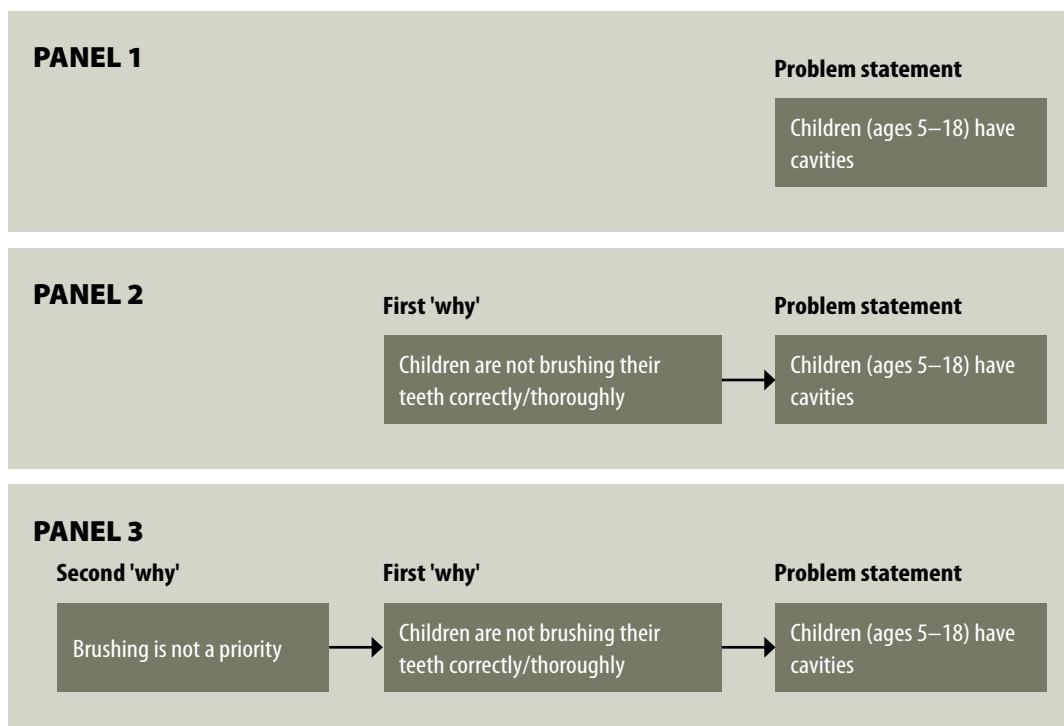 PANEL 1
Problem statement
Children (ages 5–18) have
cavities
PANEL 2
First 'why'
Problem statement
Children are not brushing their
teeth correctly/thoroughly
Children (ages 5–18) have
cavities
PANEL 3
Second 'why'
First 'why'
Problem statement
Brushing is not a priority
Children are not brushing their
teeth correctly/thoroughly
Children (ages 5–18) have
cavities